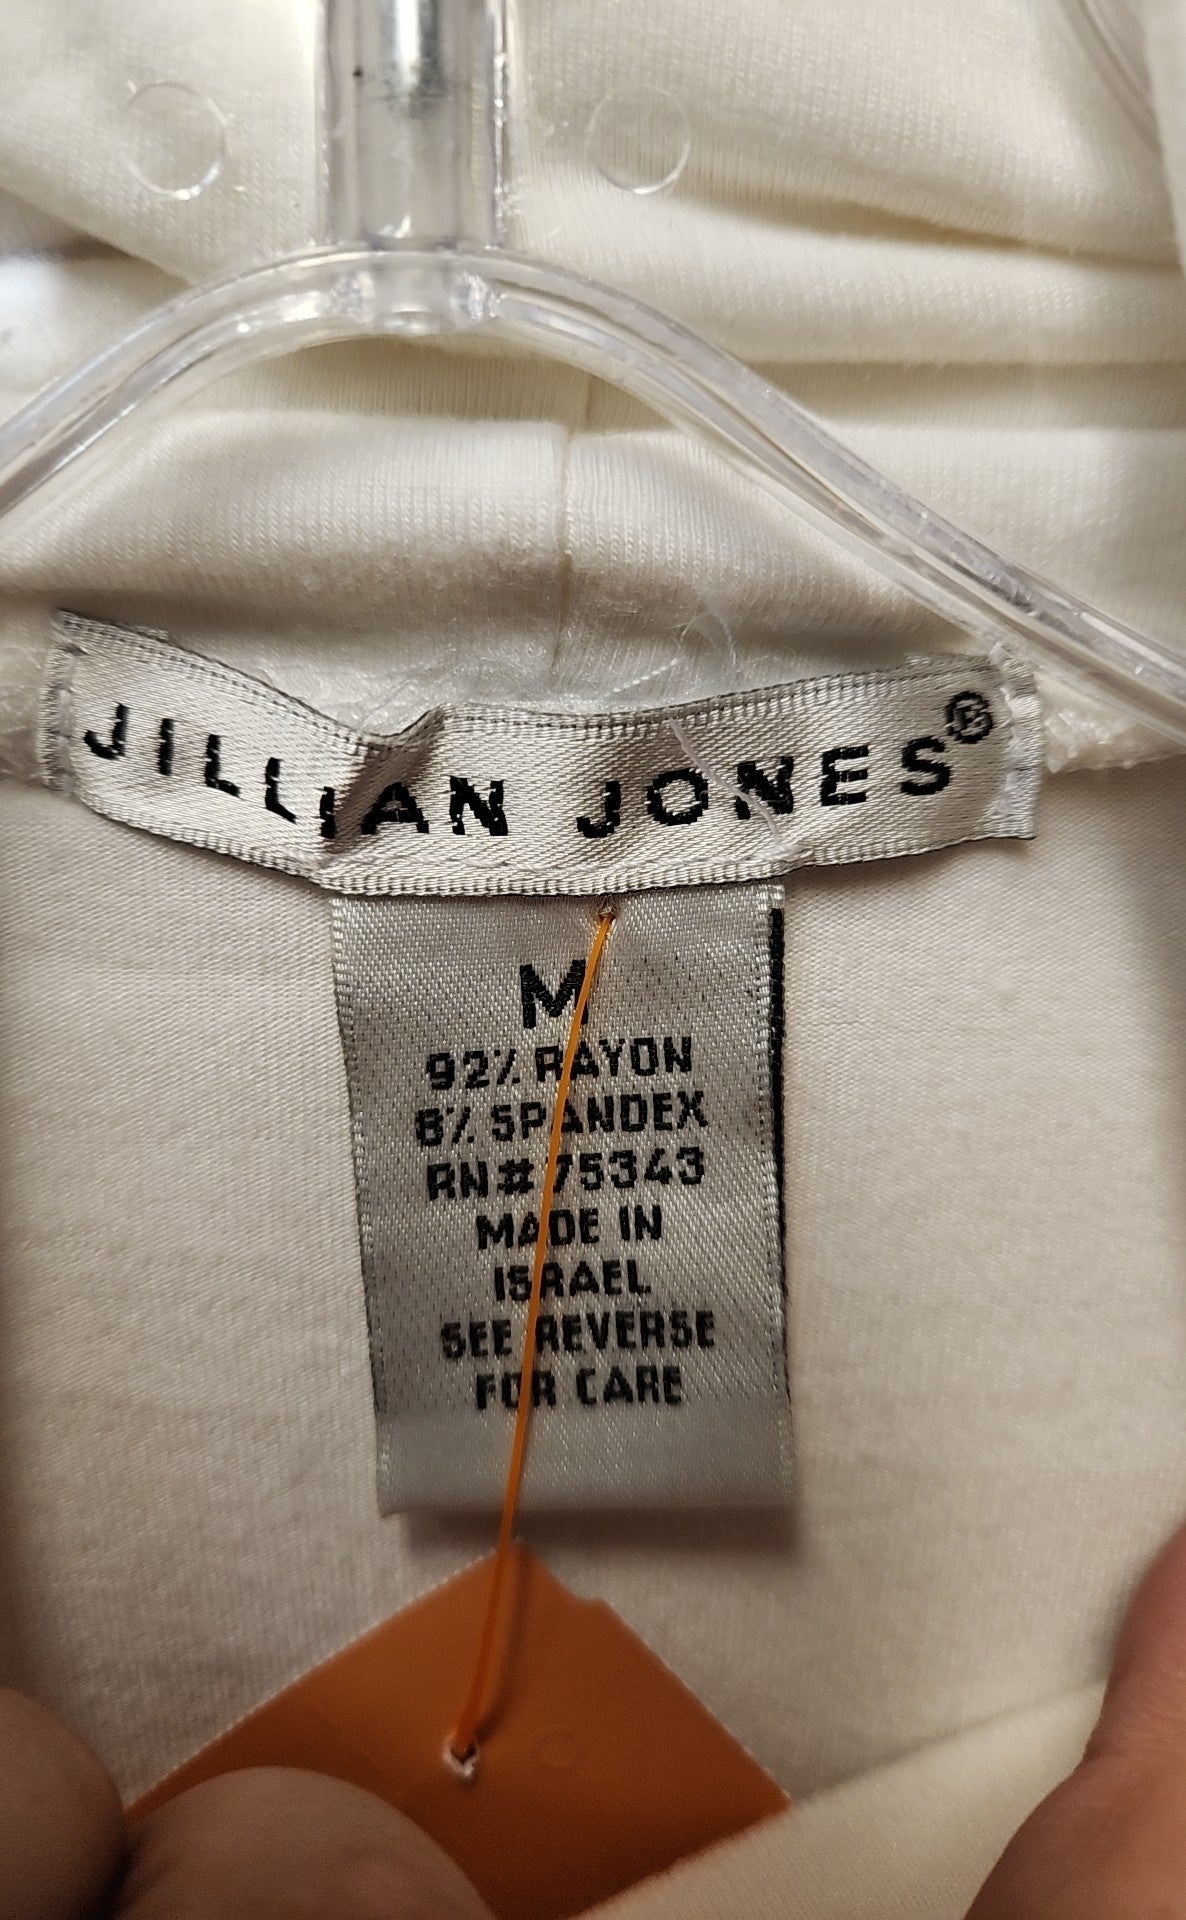 JILLIAN JONES®
M
92% RAYON
8% SPANDEX
RN#75343
MADE IN
ISRAEL
SEE REVERSE
FOR CARE